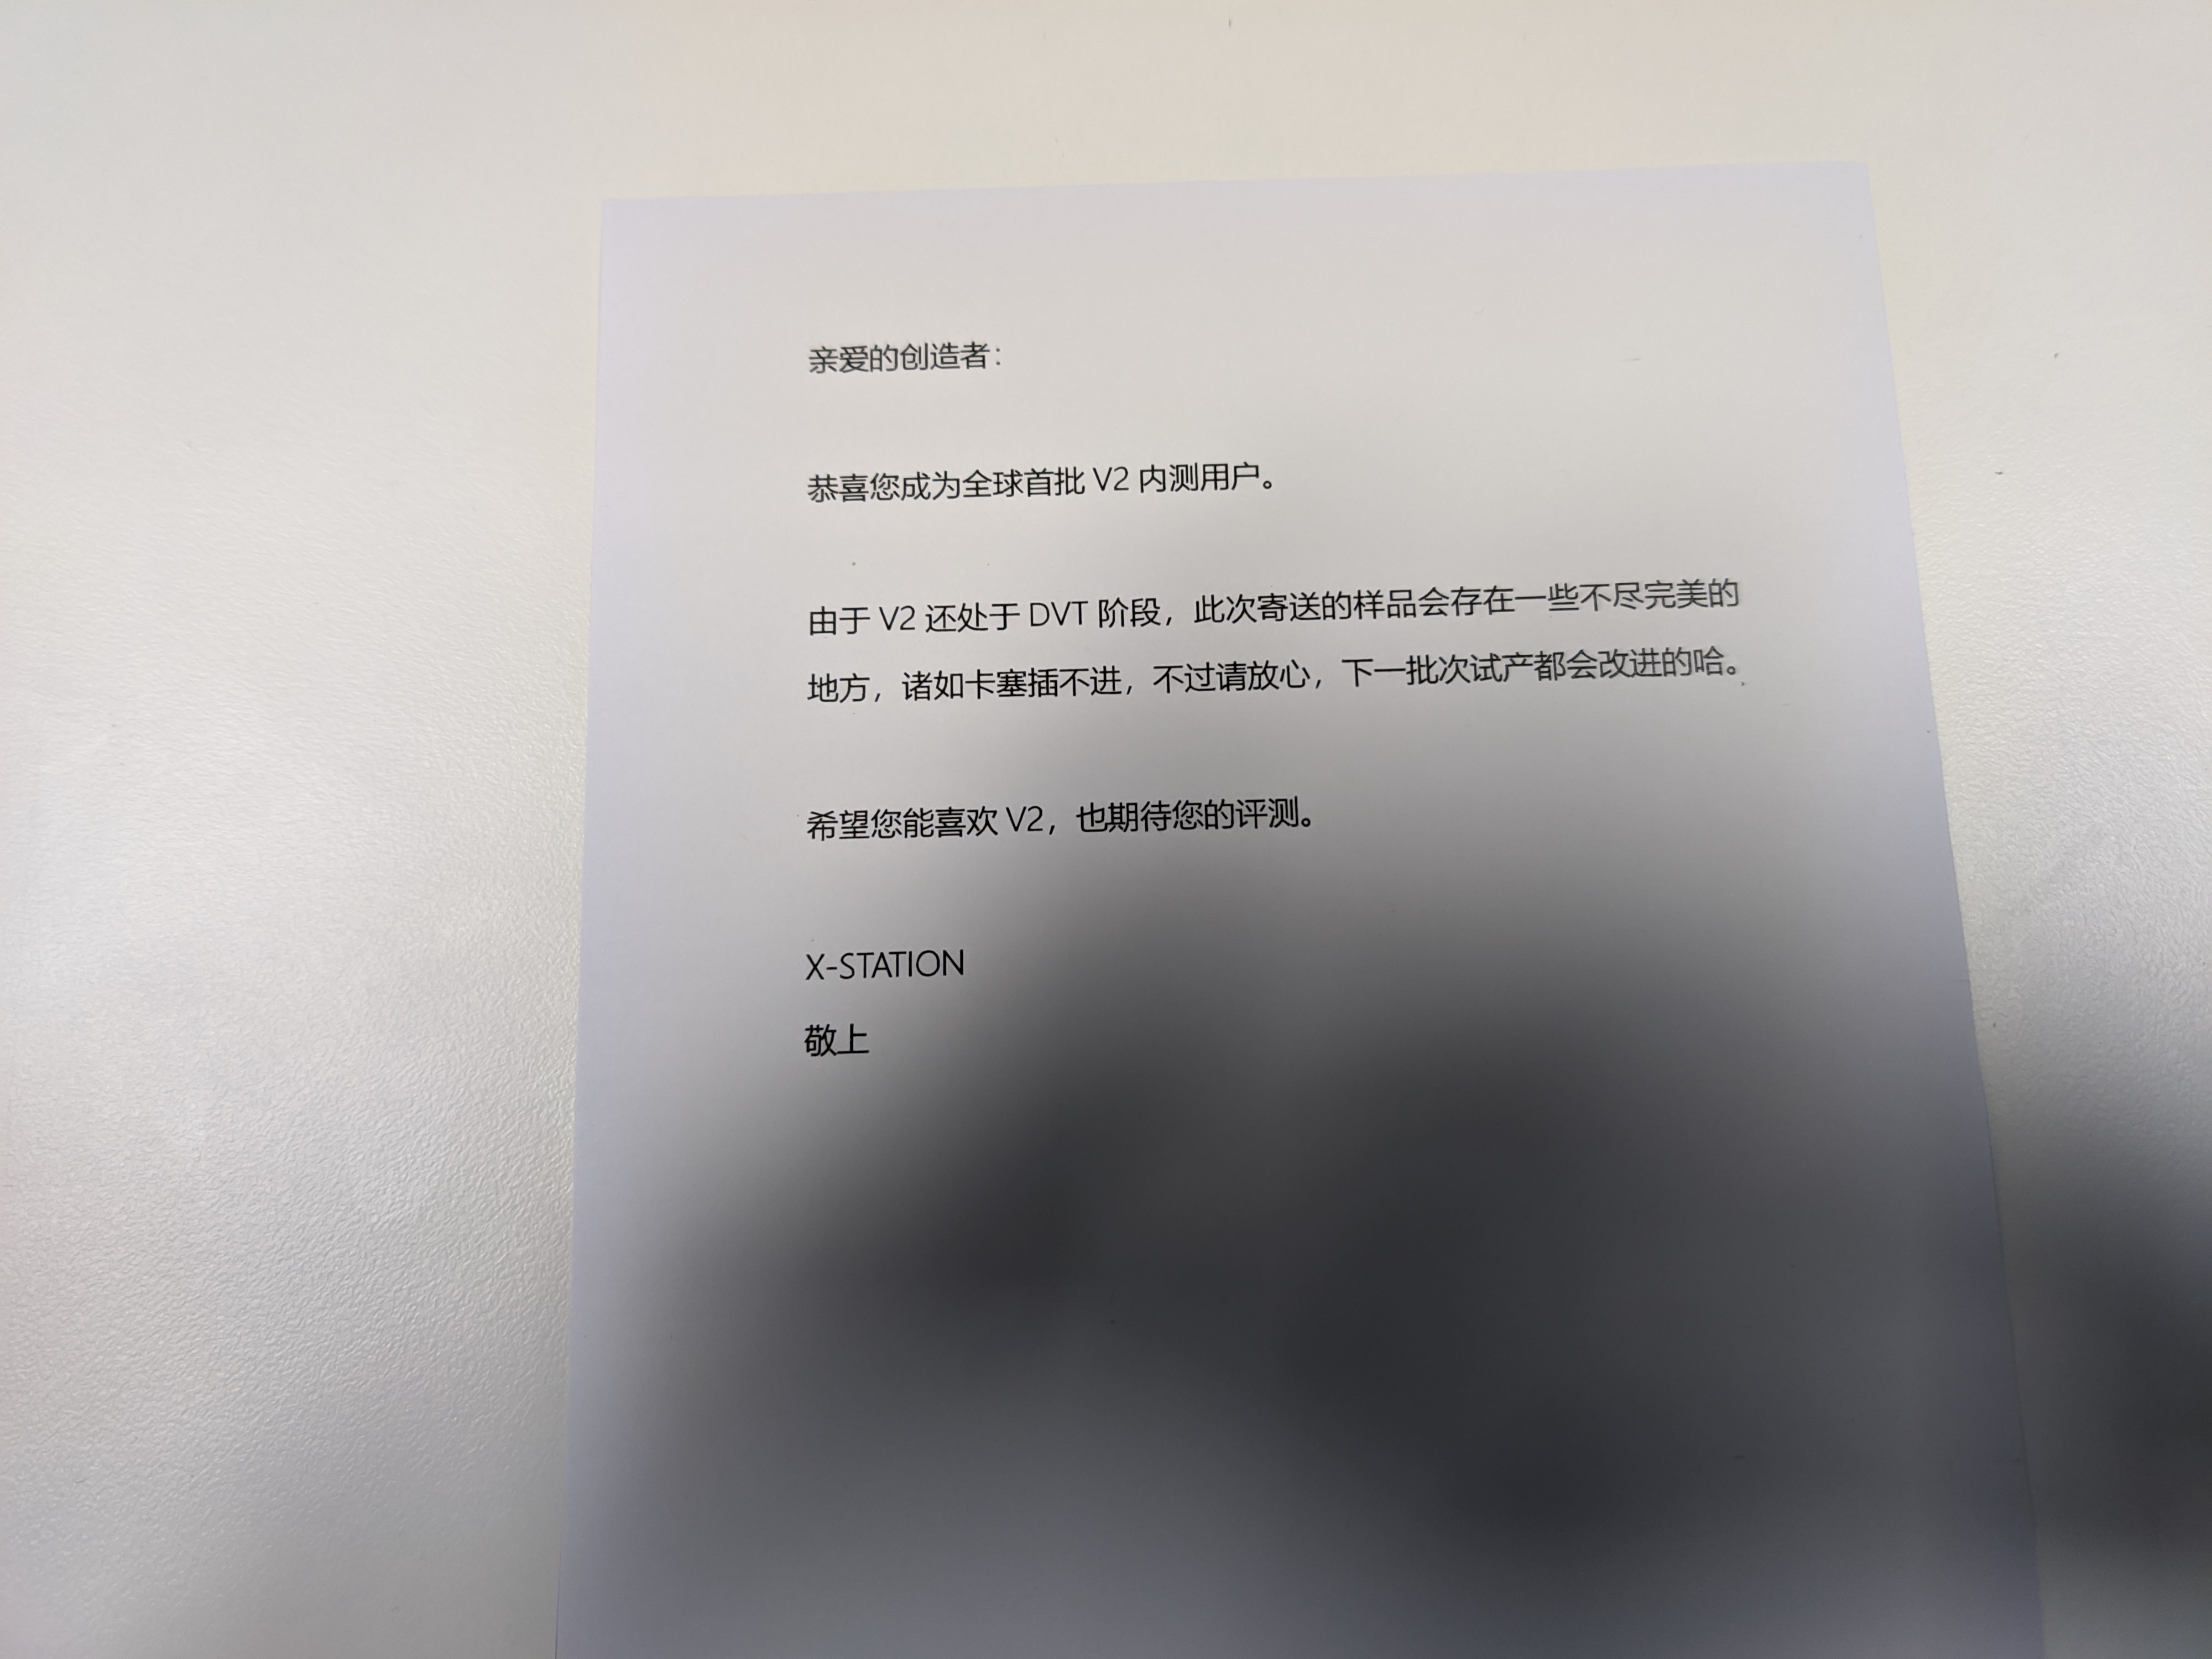 亲爱的创造者：
恭喜您成为全球首批 V2 内测用户。
由于 V2 还处于 DVT 阶段，此次寄送的样品会存在一些不尽完美的
地方，诸如卡塞插不进，不过请放心，下一批次试产都会改进的哈。
希望您能喜欢 V2，也期待您的评测。
X-STATION
敬上